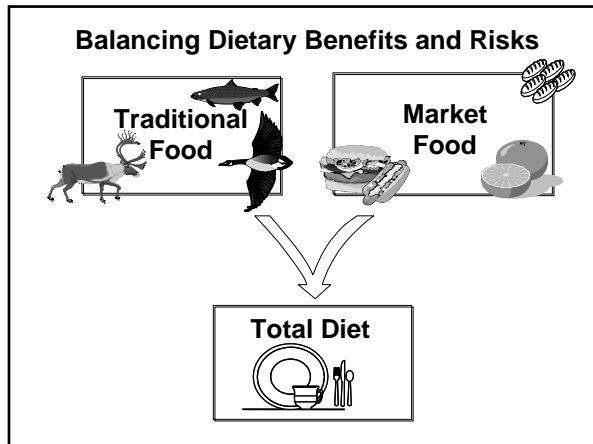 Balancing Dietary Benefits and Risks
Traditional
Food
Market
Food
Total Diet